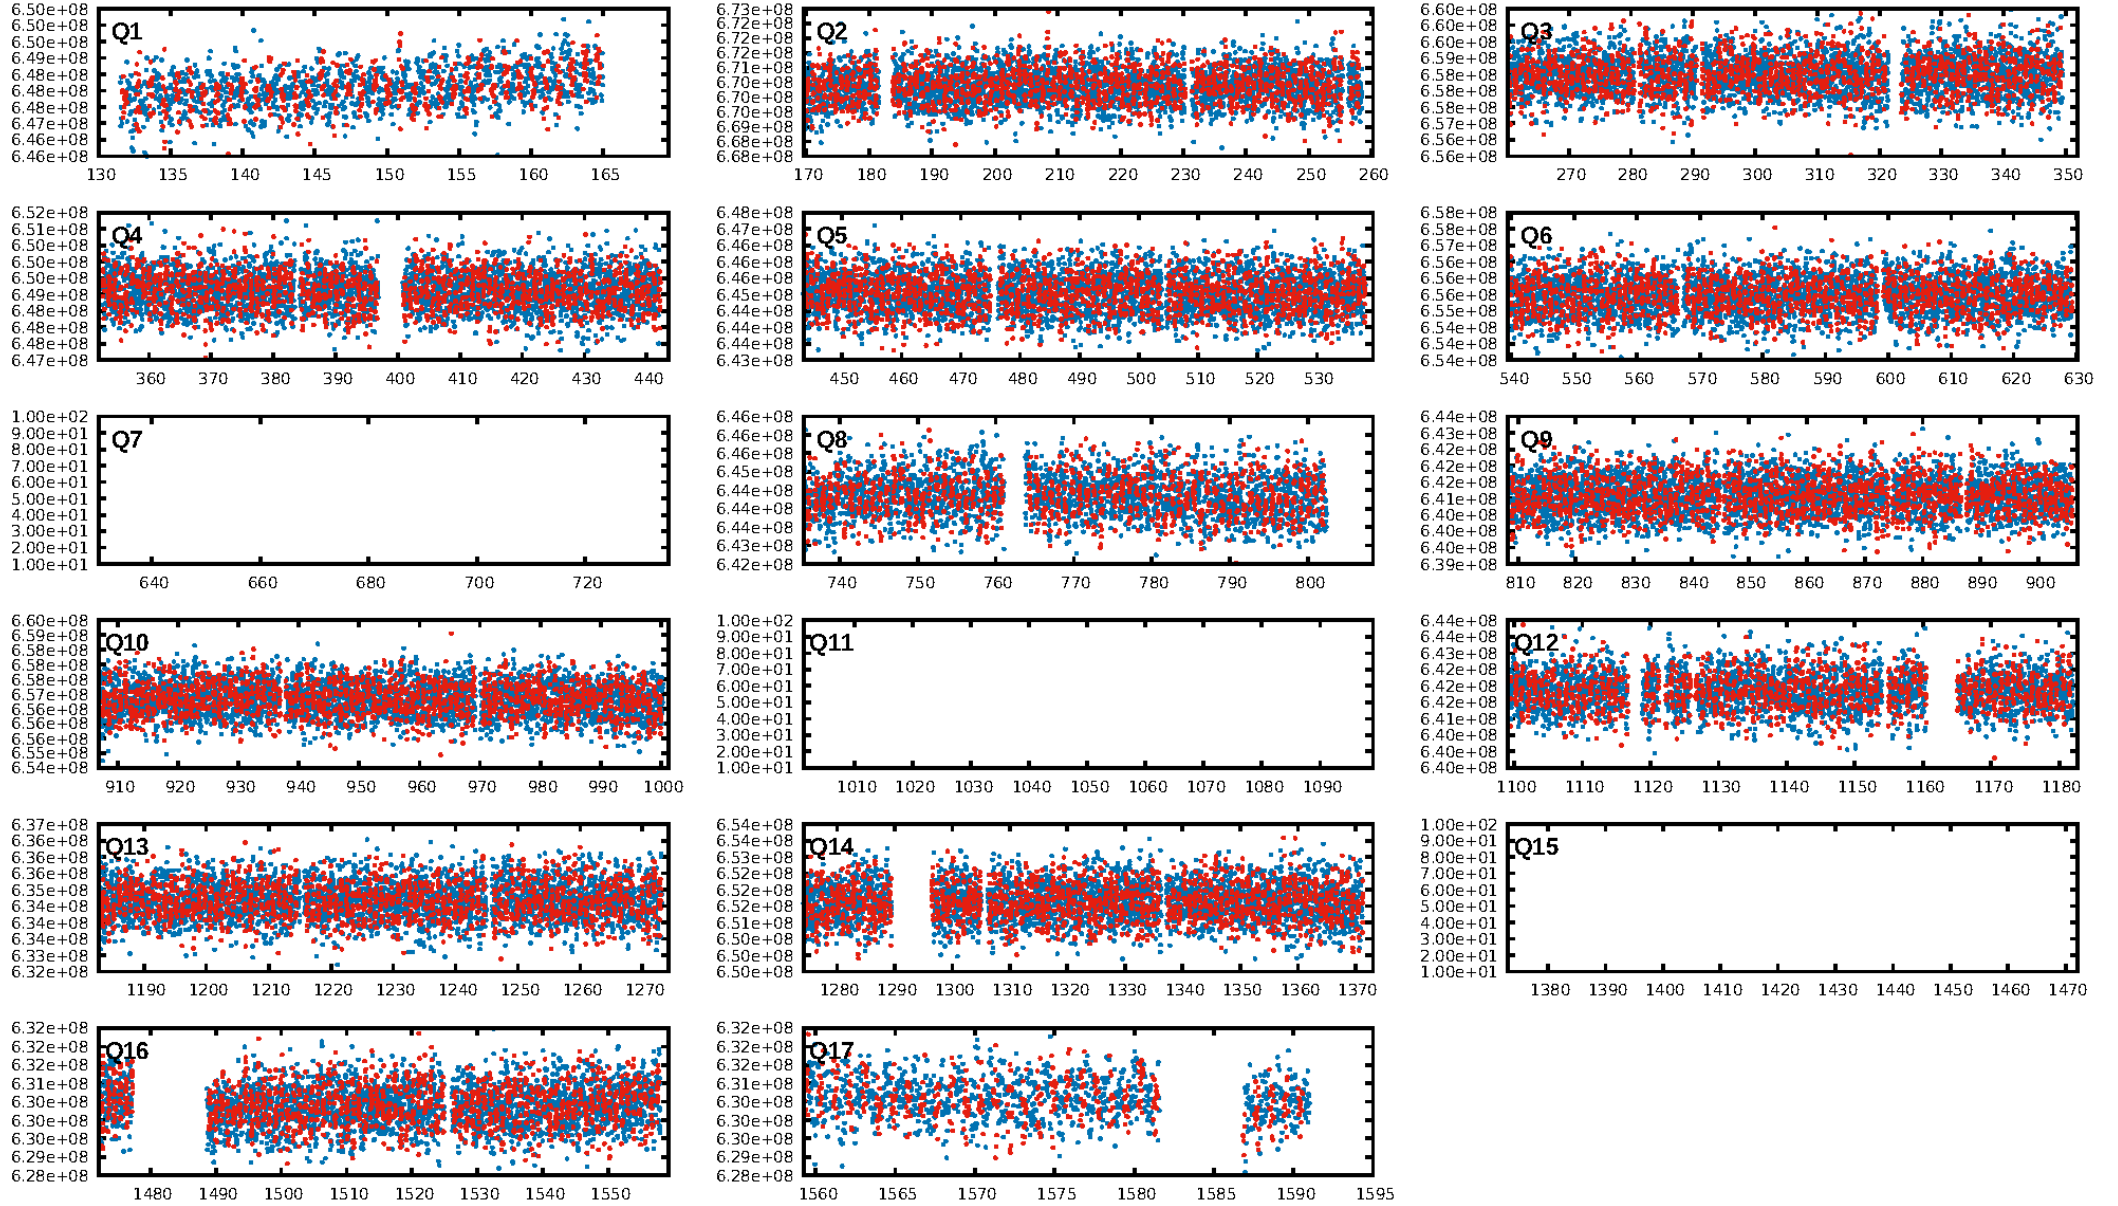 6.50e+08
6.50e+08
6.50e+08
6.49e+08
6.48e+08
6.48e+08
6.48e+08
6.47e+08
6.46e+08
6.46e+08
Q1
130 135 140 145 150 155 160 165
6.73e+08
6.72e+08
6.72e+08
6.72e+08
6.71e+08
6.70e+08
6.70e+08
6.70e+08
6.69e+08
6.68e+08
6.68e+08
Q2
170 180 190 200 210 220 230 240 250 260
6.60e+08
6.60e+08
6.60e+08
6.59e+08
6.58e+08
6.58e+08
6.58e+08
6.57e+08
6.56e+08
6.56e+08
Q3
270 280 290 300 310 320 330 340 350
6.52e+08
6.51e+08
6.50e+08
6.50e+08
6.49e+08
6.49e+08
6.48e+08
6.48e+08
6.48e+08
6.47e+08
Q4
360 370 380 390 400 410 420 430 440
6.48e+08
6.47e+08
6.46e+08
6.46e+08
6.46e+08
6.45e+08
6.44e+08
6.44e+08
6.44e+08
6.43e+08
Q5
450 460 470 480 490 500 510 520 530
6.58e+08
6.58e+08
6.57e+08
6.56e+08
6.56e+08
6.56e+08
6.55e+08
6.54e+08
6.54e+08
6.54e+08
Q6
540 550 560 570 580 590 600 610 620 630
1.00e+02
9.00e+01
8.00e+01
7.00e+01
6.00e+01
5.00e+01
4.00e+01
3.00e+01
2.00e+01
1.00e+01
Q7
640 660 680 700 720
6.46e+08
6.46e+08
6.46e+08
6.45e+08
6.44e+08
6.44e+08
6.44e+08
6.43e+08
6.42e+08
Q8
740 750 760 770 780 790 800
6.44e+08
6.43e+08
6.42e+08
6.42e+08
6.42e+08
6.41e+08
6.40e+08
6.40e+08
6.40e+08
6.39e+08
Q9
810 820 830 840 850 860 870 880 890 900
6.60e+08
6.59e+08
6.58e+08
6.58e+08
6.58e+08
6.57e+08
6.56e+08
6.56e+08
6.56e+08
6.55e+08
6.54e+08
Q10
910 920 930 940 950 960 970 980 990 1000
1.00e+02
9.00e+01
8.00e+01
7.00e+01
6.00e+01
5.00e+01
4.00e+01
3.00e+01
2.00e+01
1.00e+01
Q11
1010 1020 1030 1040 1050 1060 1070 1080 1090
6.44e+08
6.44e+08
6.43e+08
6.42e+08
6.42e+08
6.42e+08
6.41e+08
6.40e+08
6.40e+08
6.40e+08
Q12
1100 1110 1120 1130 1140 1150 1160 1170 1180
6.37e+08
6.36e+08
6.36e+08
6.36e+08
6.35e+08
6.34e+08
6.34e+08
6.34e+08
6.33e+08
6.32e+08
Q13
1190 1200 1210 1220 1230 1240 1250 1260 1270
6.54e+08
6.54e+08
6.53e+08
6.52e+08
6.52e+08
6.52e+08
6.51e+08
6.50e+08
6.50e+08
6.50e+08
Q14
1280 1290 1300 1310 1320 1330 1340 1350 1360 1370
1.00e+02
9.00e+01
8.00e+01
7.00e+01
6.00e+01
5.00e+01
4.00e+01
3.00e+01
2.00e+01
1.00e+01
Q15
1380 1390 1400 1410 1420 1430 1440 1450 1460 1470
6.32e+08
6.32e+08
6.32e+08
6.31e+08
6.30e+08
6.30e+08
6.30e+08
6.29e+08
6.28e+08
Q16
1480 1490 1500 1510 1520 1530 1540 1550
6.32e+08
6.32e+08
6.32e+08
6.31e+08
6.30e+08
6.30e+08
6.30e+08
6.29e+08
6.28e+08
Q17
1560 1565 1570 1575 1580 1585 1590 1595